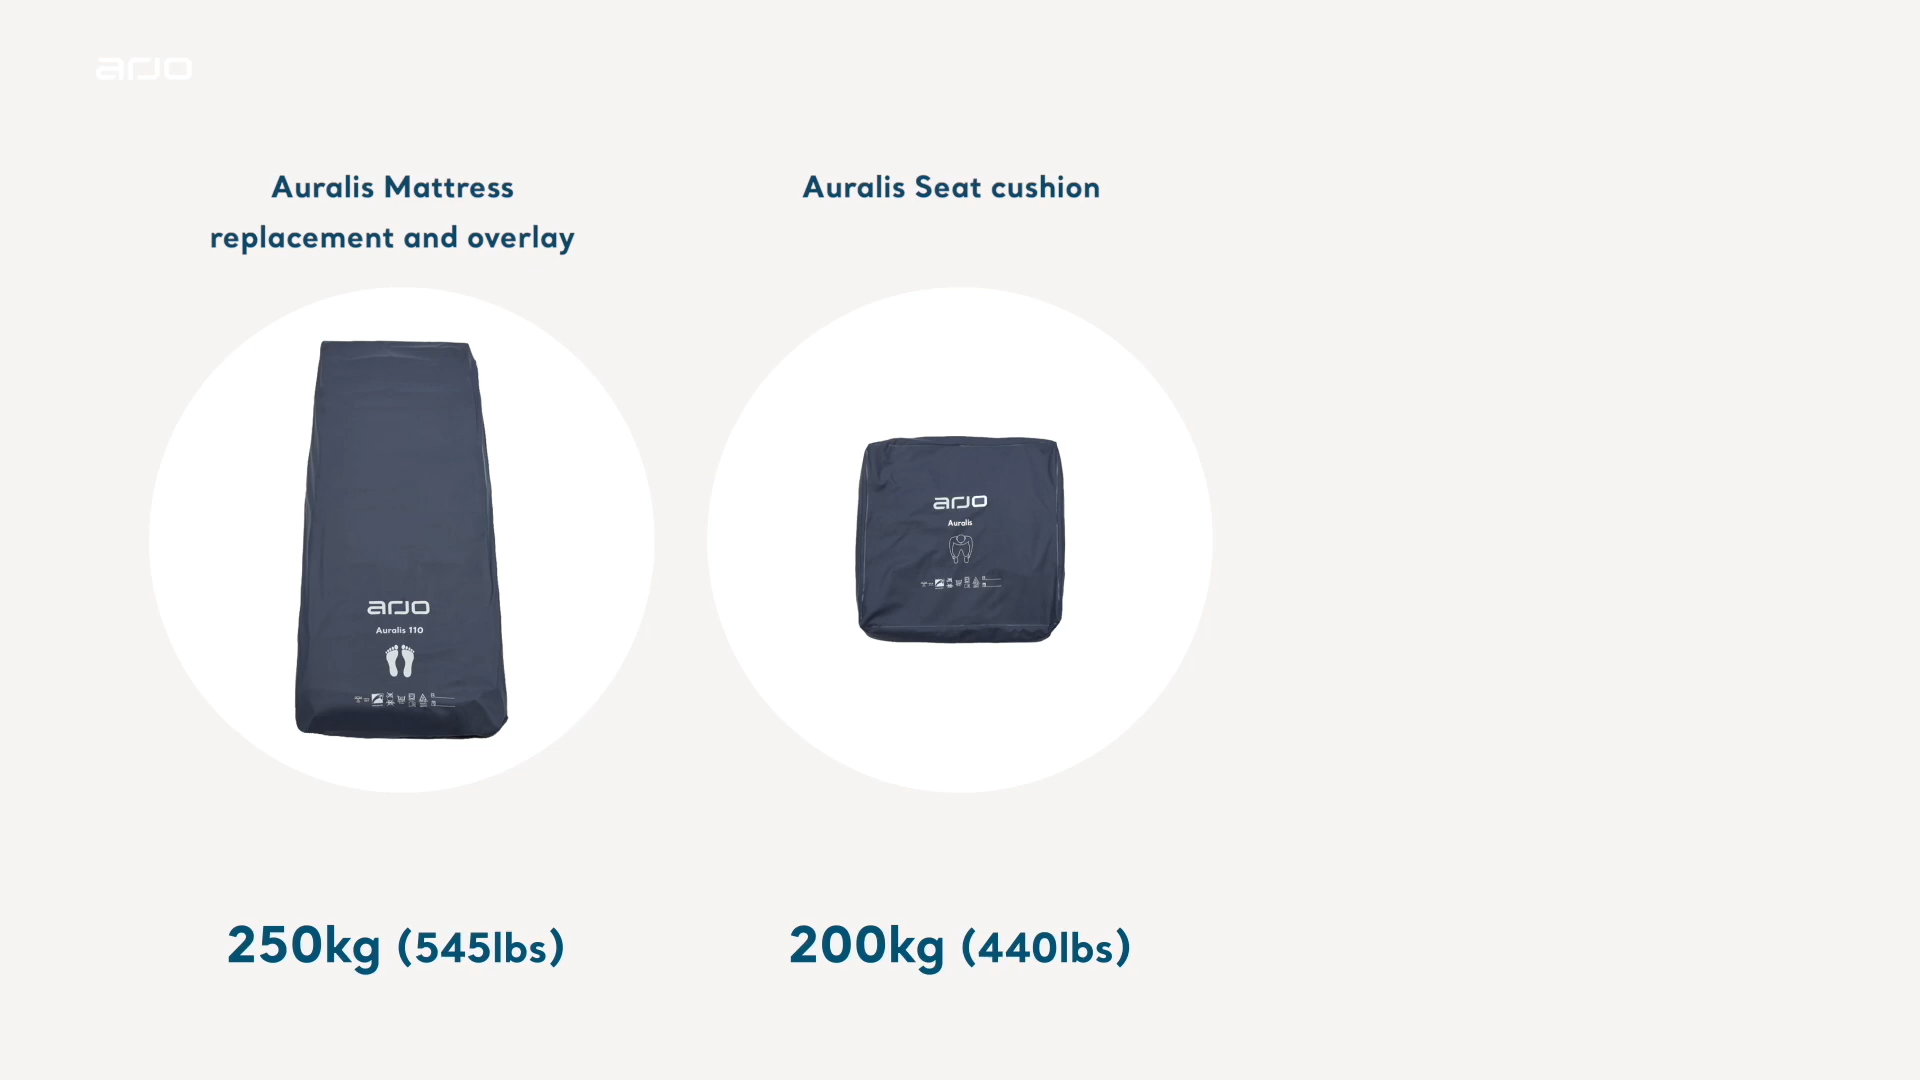 arjo
Auralis Mattress
replacement and overlay
Auralis Seat cushion
arjo
Auralis 110
arjo
Auralis
250kg (545lbs)
200kg (440lbs)